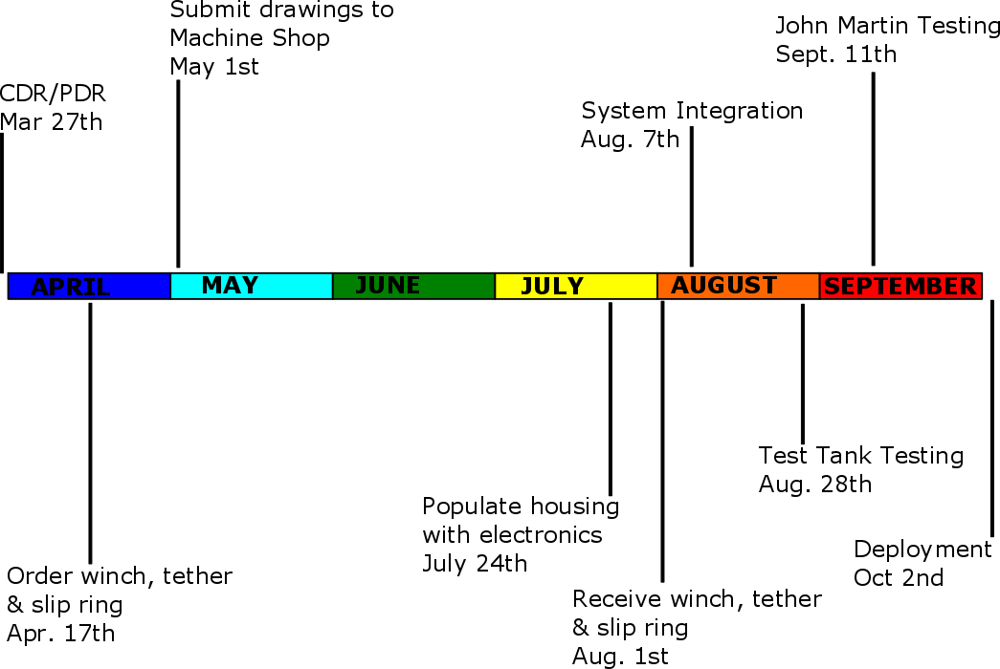 Submit drawings to
Machine Shop
May 1st
John Martin Testing
Sept. 11th
CDR/PDR
Mar 27th
System Integration
Aug. 7th
APRIL
MAY
JUNE
JULY
AUGUST
SEPTEMBER
Test Tank Testing
Aug. 28th
Populate housing
with electronics
July 24th
Deployment
Oct 2nd
Order winch, tether
& slip ring
Apr. 17th
Receive winch, tether
& slip ring
Aug. 1st